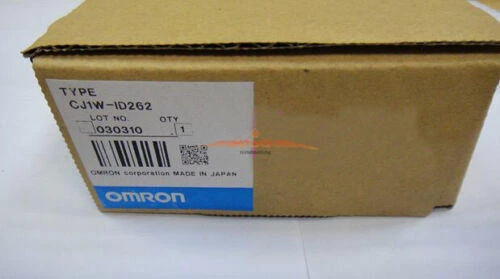 TYPE
CJ1W-ID262
LOT NO. QTY
030310 1
OMRON corporation MADE IN JAPAN
OMRON